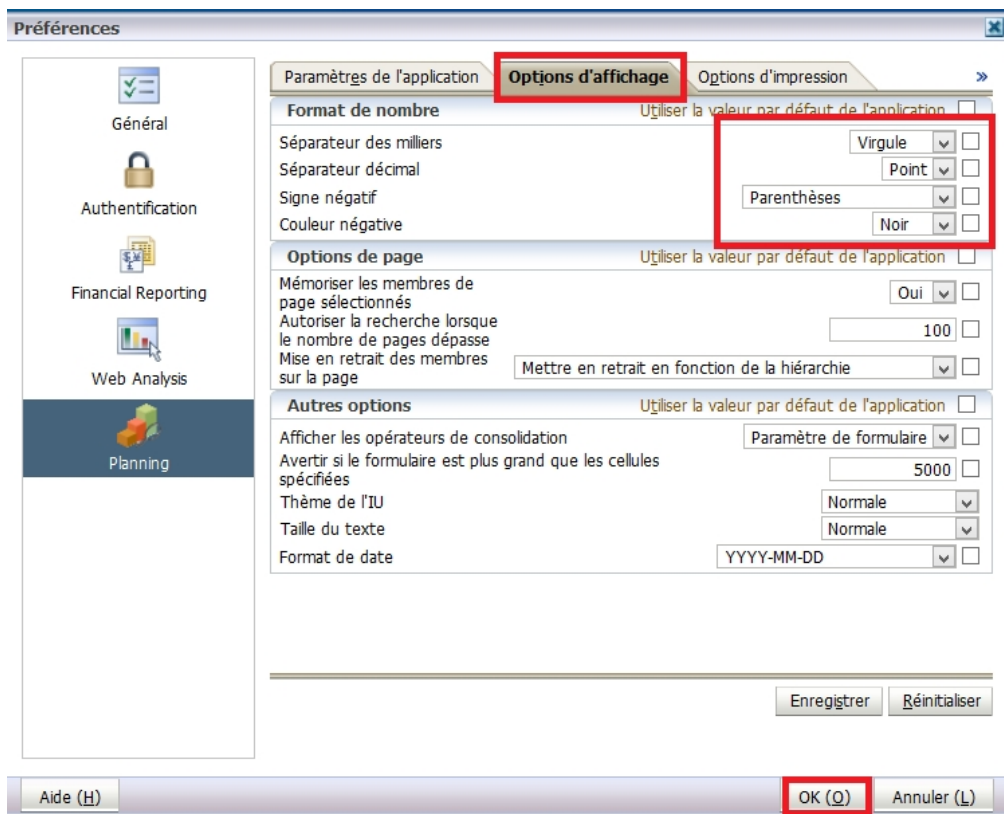 Préférences
Paramètres de l'application Options d'affichage Options d'impression »
Général
Authentification
Financial Reporting
Web Analysis
Planning
Format de nombre Utiliser la valeur par défaut de l'application
Séparateur des milliers Virgule
Séparateur décimal Point
Signe négatif Parenthèses
Couleur négative Noir
Options de page Utiliser la valeur par défaut de l'application
Mémoriser les membres de
page sélectionnés Oui
Autoriser la recherche lorsque
le nombre de pages dépasse 100
Mise en retrait des membres
sur la page Mettre en retrait en fonction de la hiérarchie
Autres options Utiliser la valeur par défaut de l'application
Afficher les opérateurs de consolidation Paramètre de formulaire
Avertir si le formulaire est plus grand que les cellules
spécifiées 5000
Thème de l'IU Normale
Taille du texte Normale
Format de date YYYY-MM-DD
Enregistrer Réinitialiser
Aide (H) OK (O) Annuler (L)